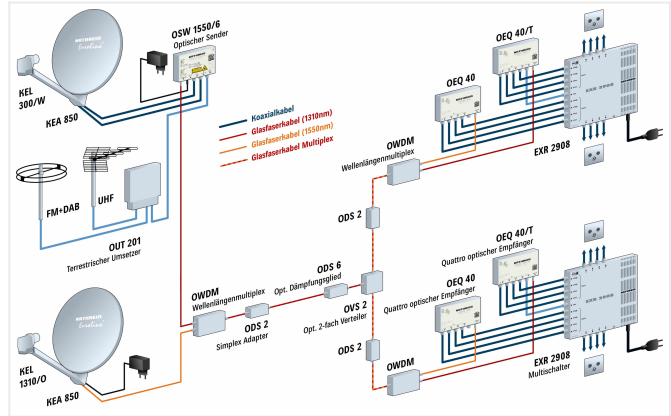 OSW 1550/6
Optischer Sender
KATHREIN
KEL
300/W
KEA 850
FM+DAB
UHF
OUT 201
Terrestrischer Umsetzer
Koaxialkabel
Glasfaserkabel (1310nm)
Glasfaserkabel (1550nm)
Glasfaserkabel Multiplex
OEQ 40/T
OEQ 40
OWDM
Wellenlängenmultiplex
EXR 2908
ODS 2
KATHREIN
KEL
1310/O
KEA 850
OWDM
Wellenlängenmultiplex
ODS 2
Simplex Adapter
ODS 6
Opt. Dämpfungsglied
OVS 2
Opt. 2-fach Verteiler
ODS 2
OWDM
OEQ 40/T
Quattro optischer Empfänger
OEQ 40
Quattro optischer Empfänger
EXR 2908
Multischalter